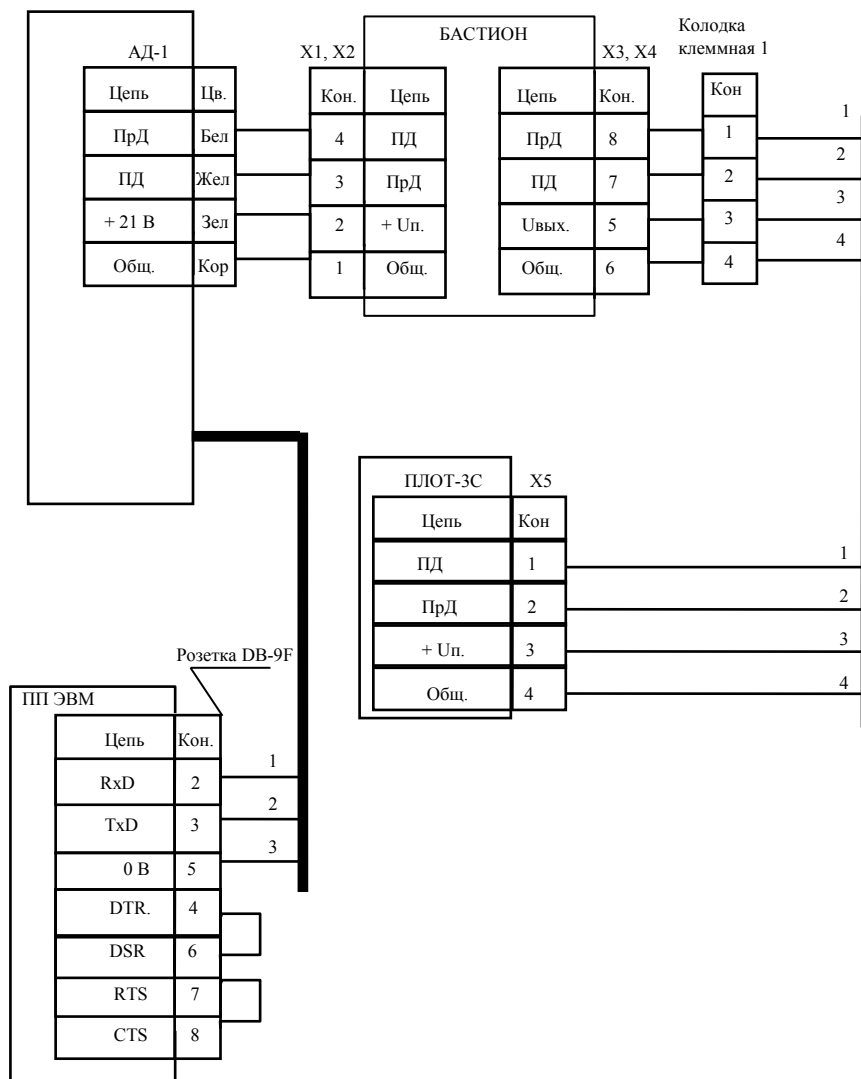 БАСТИОН
Колодка
клеммная 1
АД-1
X1, X2
X3, X4
Цепь Цв.
Кон. Цепь
Цепь Кон.
Кон
ПрД Бел
4 ПД
ПрД 8
1
1
ПД Жел
3 ПрД
ПД 7
2
2
+ 21 В Зел
2 + Uп.
Uвых. 5
3
3
Общ. Кор
1 Общ.
Общ. 6
4
4
ПЛОТ-3С X5
Цепь Кон
ПД 1
1
ПрД 2
2
+ Uп. 3
3
Общ. 4
4
Розетка DB-9F
ПП ЭВМ
Цепь Кон.
RxD 2
1
TxD 3
2
0 В 5
3
DTR. 4
DSR 6
RTS 7
CTS 8